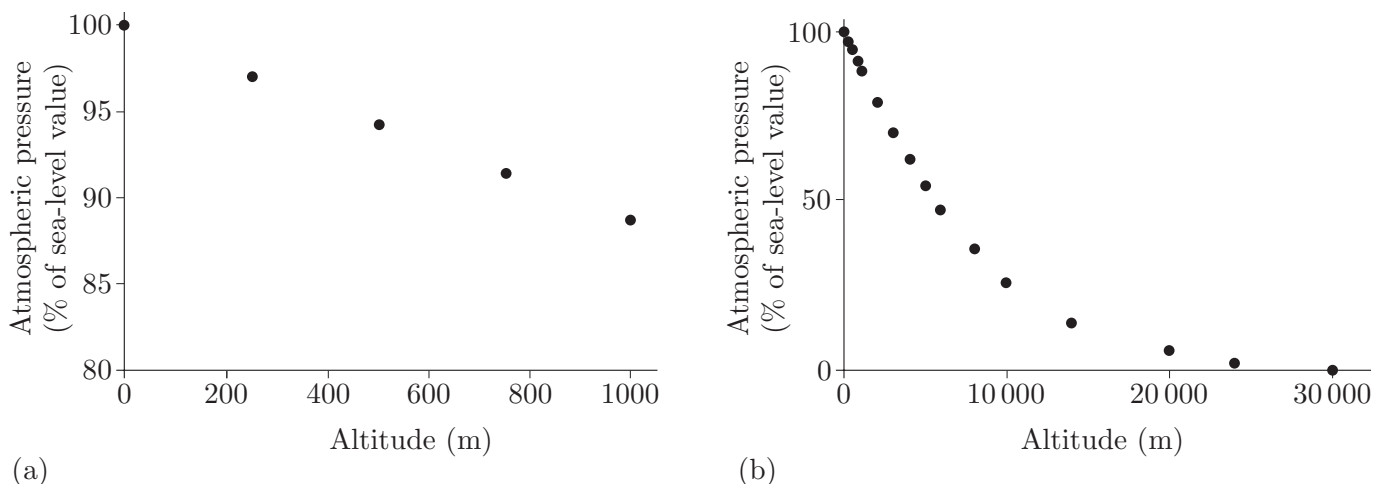 Atmospheric pressure
(% of sea-level value)
100
95
90
85
80
0
200
400
600
800
1000
Altitude (m)
(a)
Atmospheric pressure
(% of sea-level value)
100
50
0
0
10 000
20 000
30 000
Altitude (m)
(b)